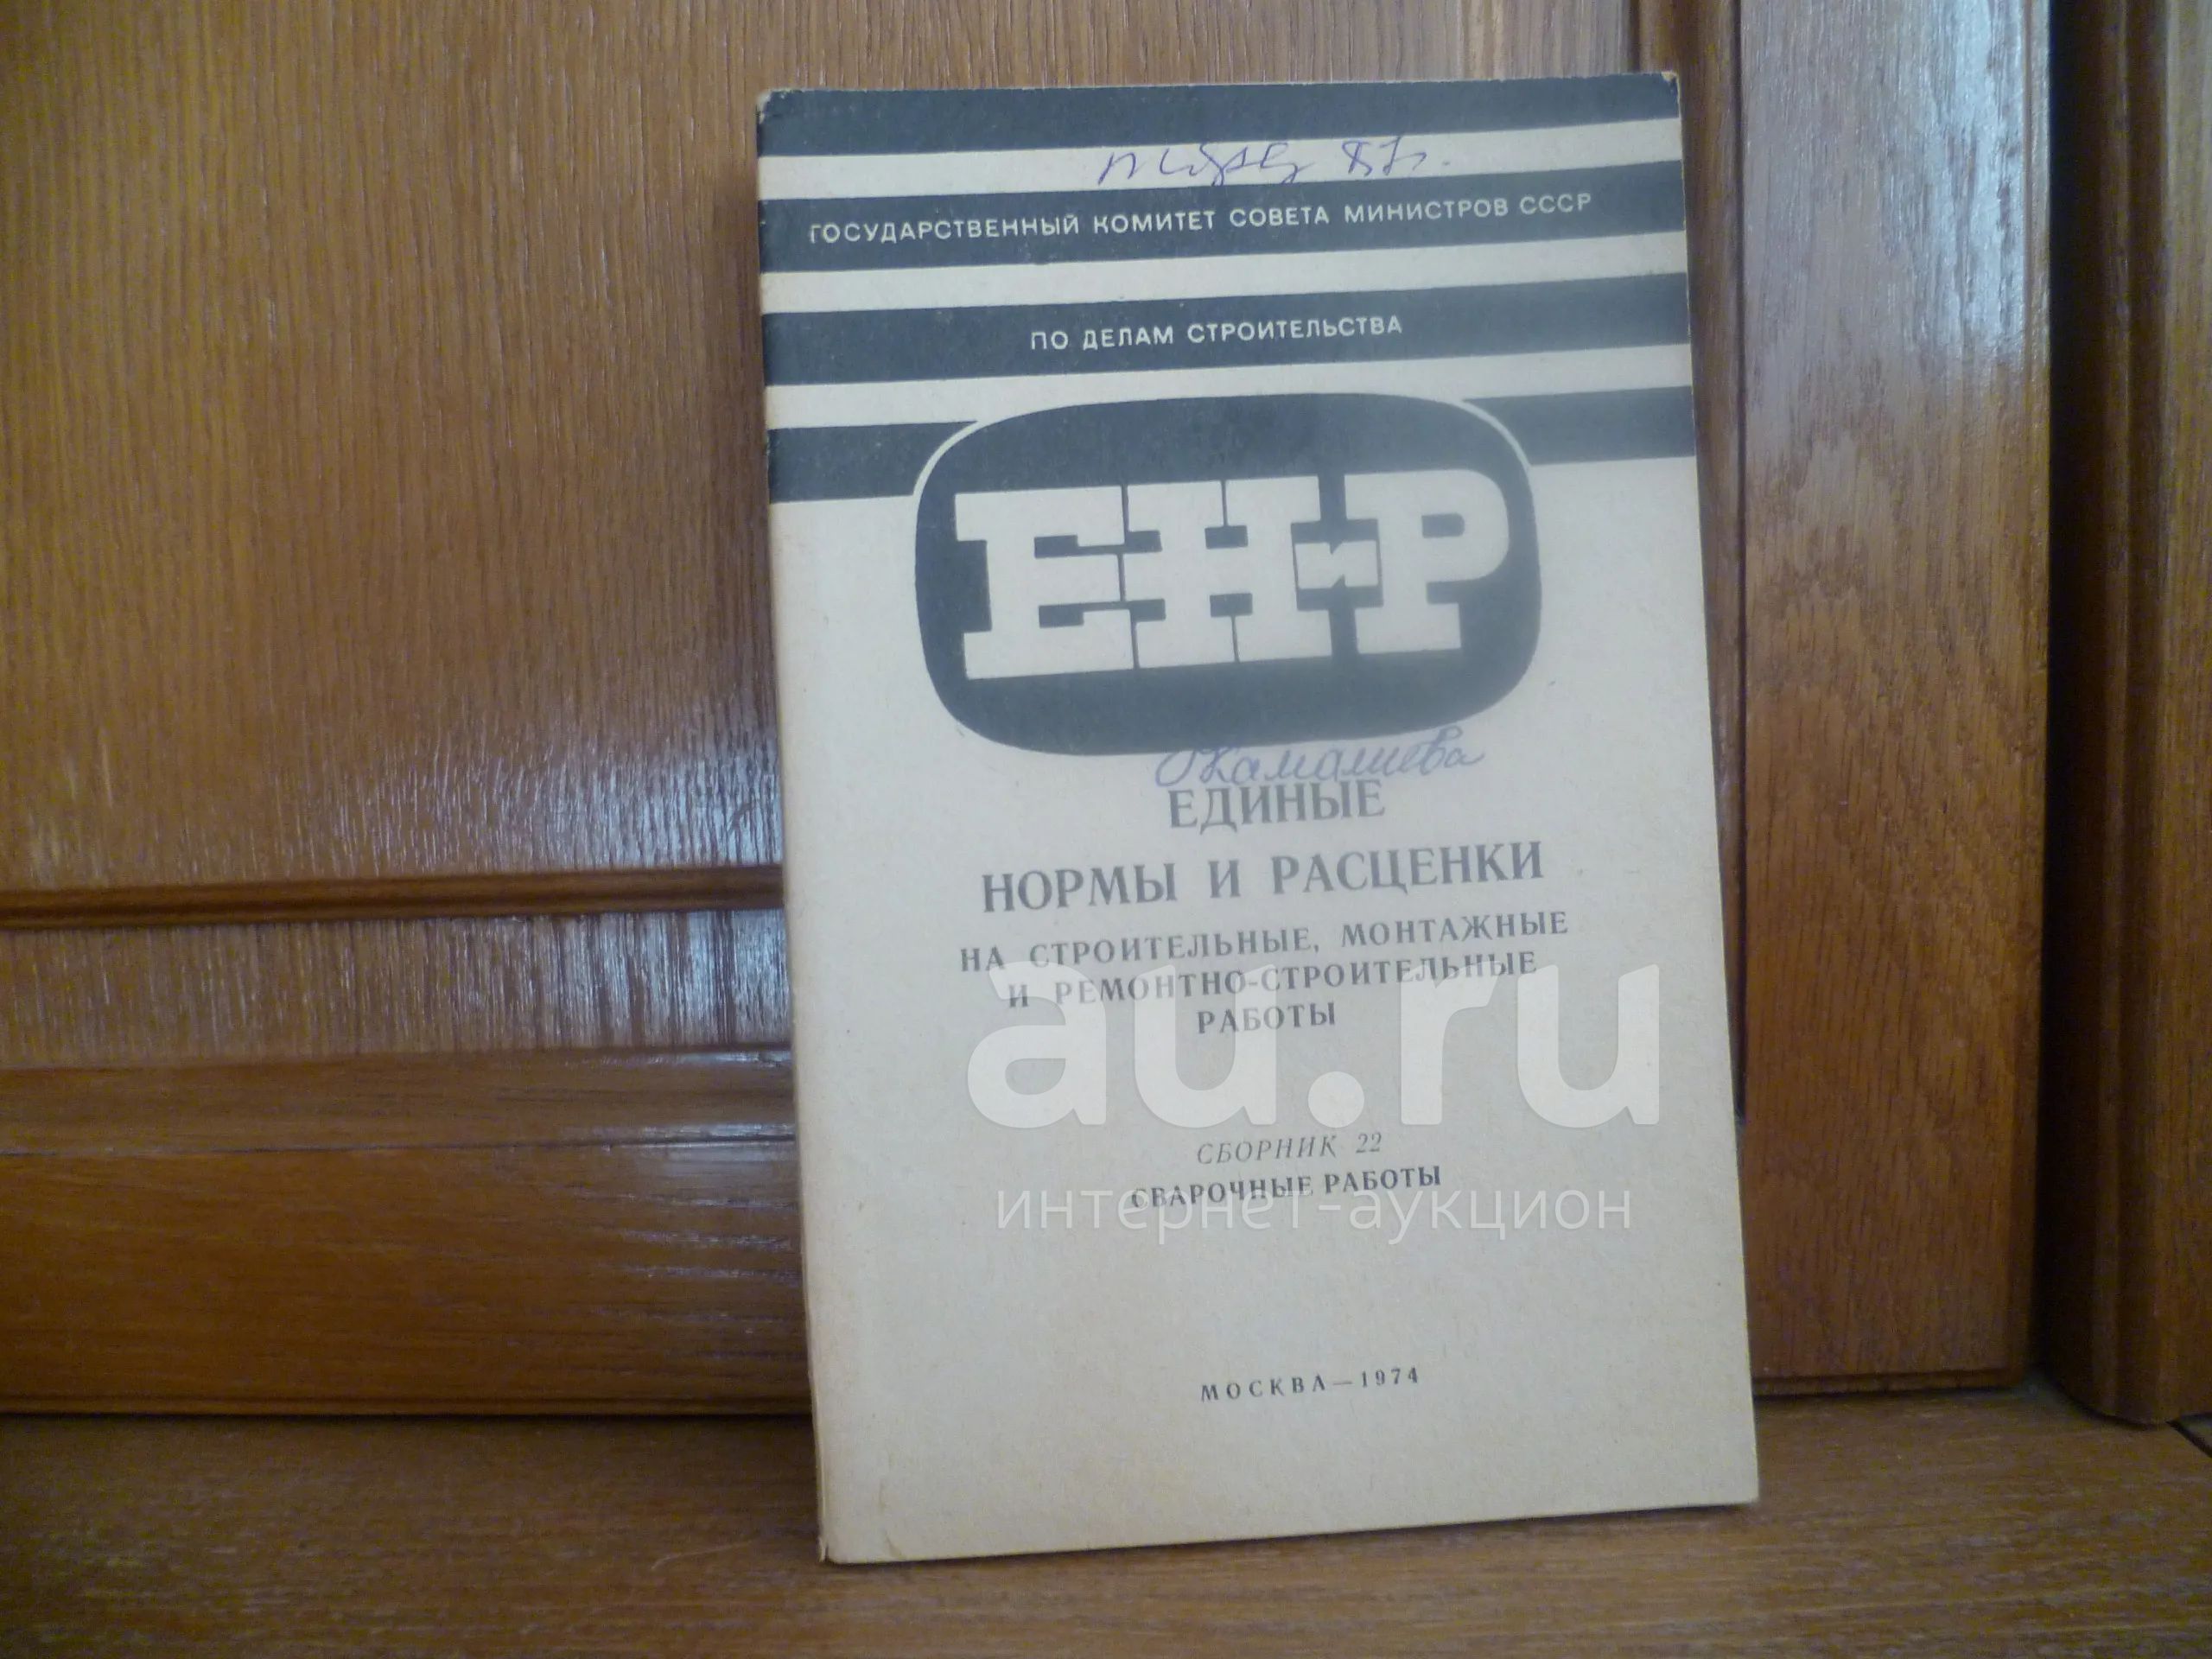 ГОСУДАРСТВЕННЫЙ КОМИТЕТ СОВЕТА МИНИСТРОВ СССР
ПО ДЕЛАМ СТРОИТЕЛЬСТВА
ЕНиР
Камалиева
ЕДИНЫЕ
НОРМЫ И РАСЦЕНКИ
НА СТРОИТЕЛЬНЫЕ, МОНТАЖНЫЕ
И РЕМОНТНО-СТРОИТЕЛЬНЫЕ
РАБОТЫ
au.ru
СБОРНИК 22
СВАРОЧНЫЕ РАБОТЫ
интернет-аукцион
МОСКВА — 1974